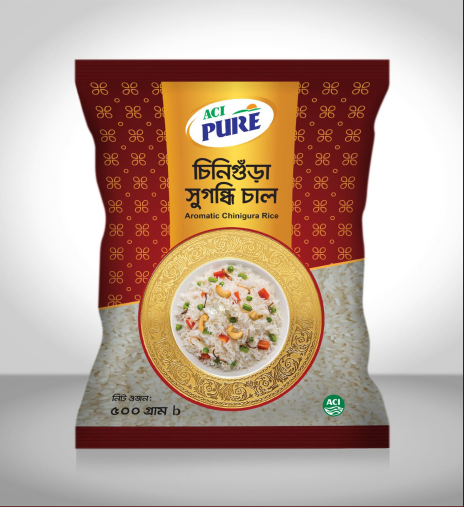 ACI
PURE
চিনিগুঁড়া
সুগন্ধি চাল
Aromatic Chinigura Rice
নিট ওজন:
৫০০ গ্রাম b
ACI